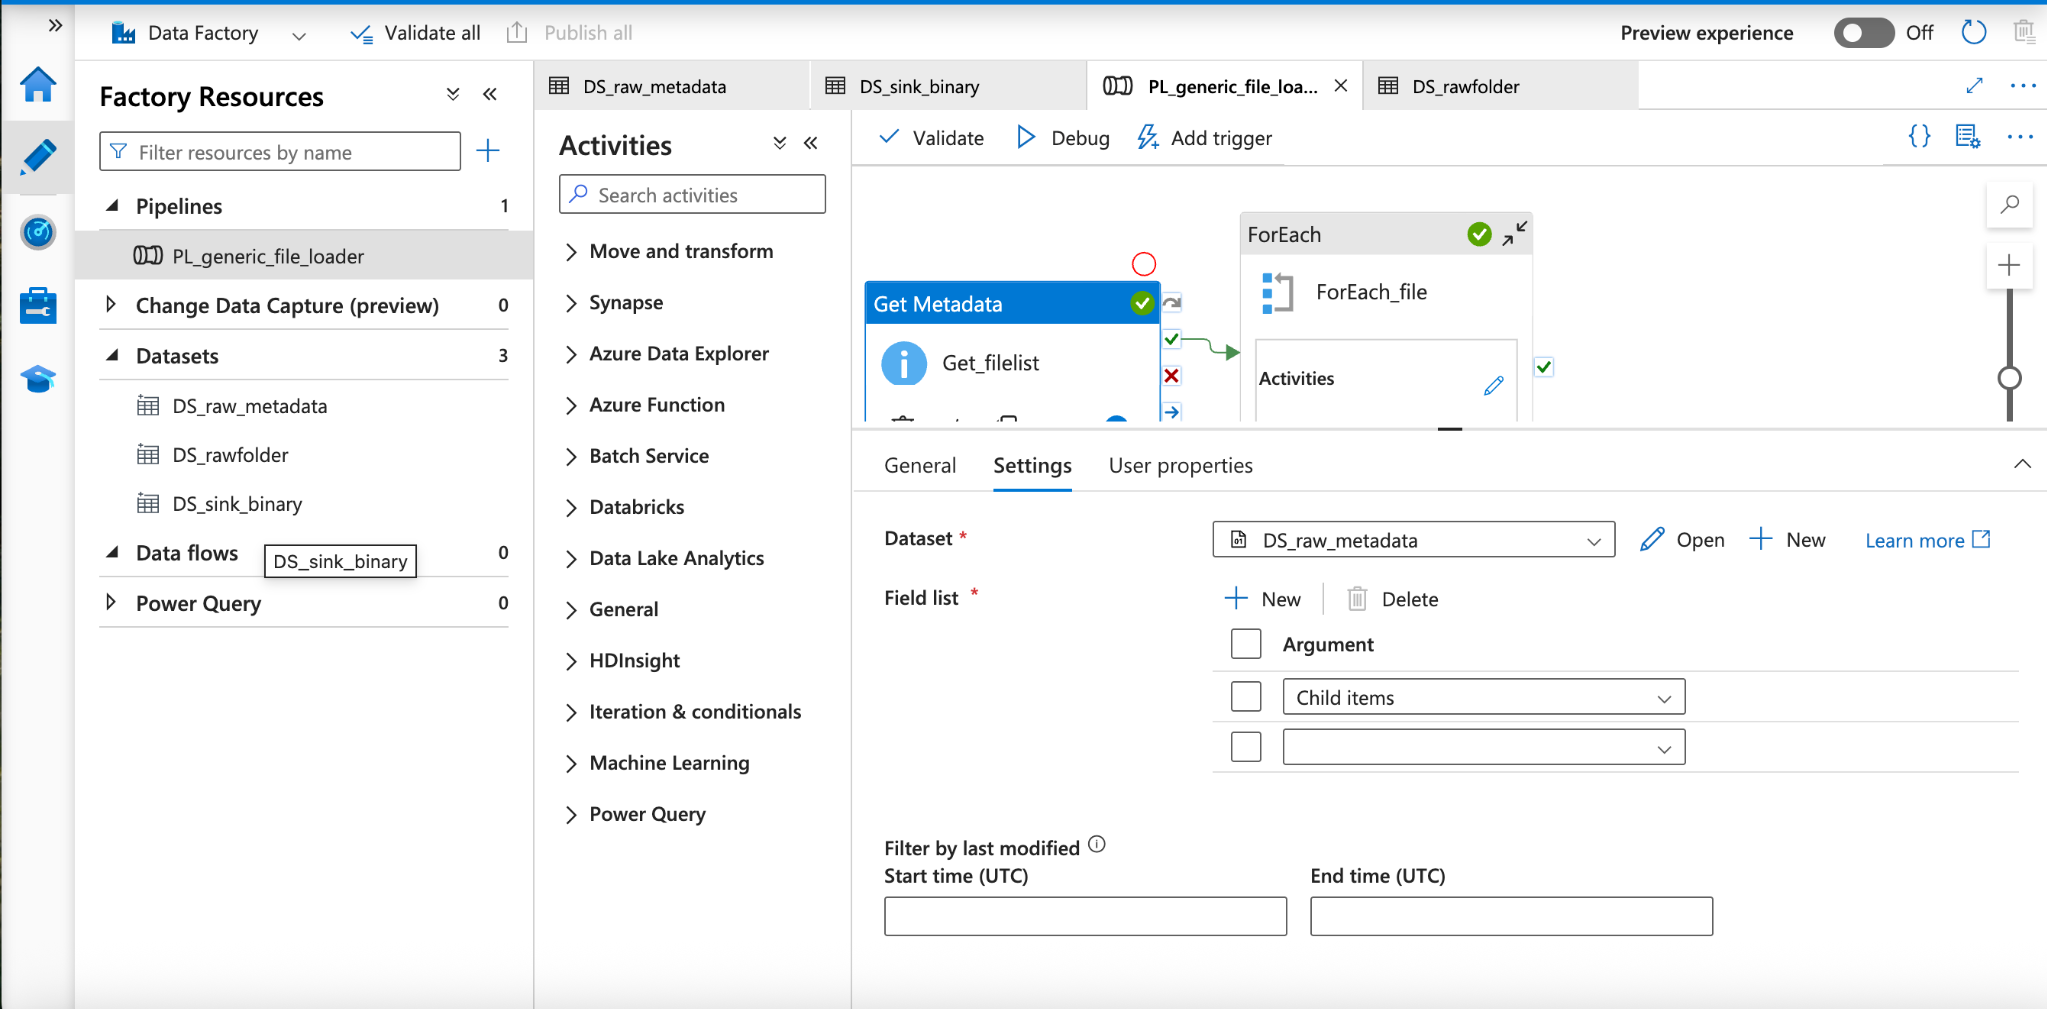 Data Factory
Validate all
Publish all
Preview experience
Off
Factory Resources
Filter resources by name
Pipelines 1
PL_generic_file_loader
Change Data Capture (preview) 0
Datasets 3
DS_raw_metadata
DS_rawfolder
DS_sink_binary
Data flows 0
DS_sink_binary
Power Query 0
DS_raw_metadata
DS_sink_binary
PL_generic_file_loa...
DS_rawfolder
Activities
Search activities
Move and transform
Synapse
Azure Data Explorer
Azure Function
Batch Service
Databricks
Data Lake Analytics
General
HDInsight
Iteration & conditionals
Machine Learning
Power Query
Validate
Debug
Add trigger
Get Metadata
Get_filelist
ForEach
ForEach_file
Activities
General
Settings
User properties
Dataset *
DS_raw_metadata
Open
New
Learn more
Field list *
New
Delete
Argument
Child items
Filter by last modified
Start time (UTC)
End time (UTC)